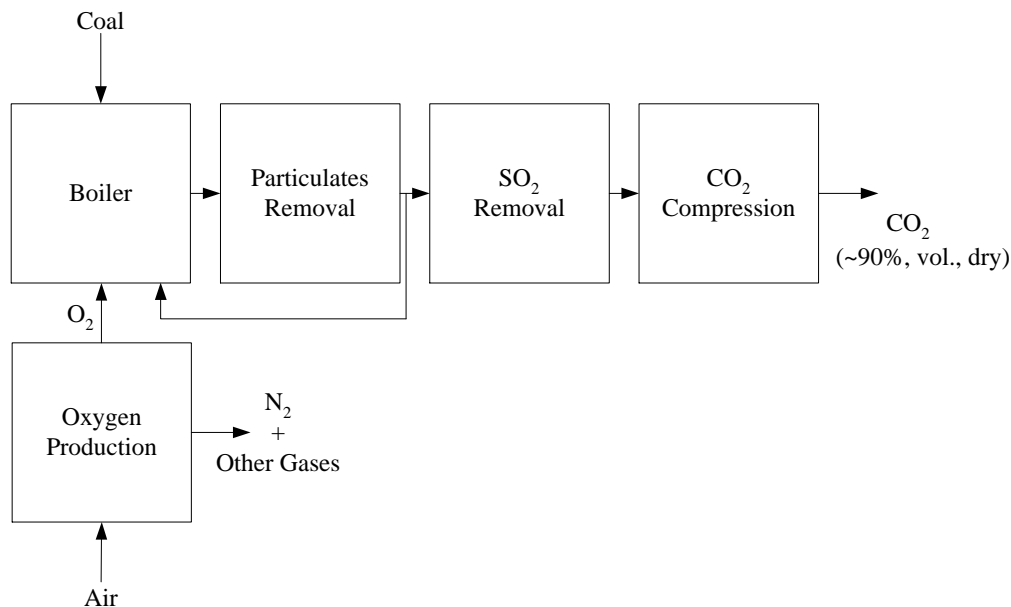 Coal
Boiler
Particulates
Removal
SO₂
Removal
CO₂
Compression
CO₂
(~90%, vol., dry)
O₂
Oxygen
Production
N₂
+
Other Gases
Air